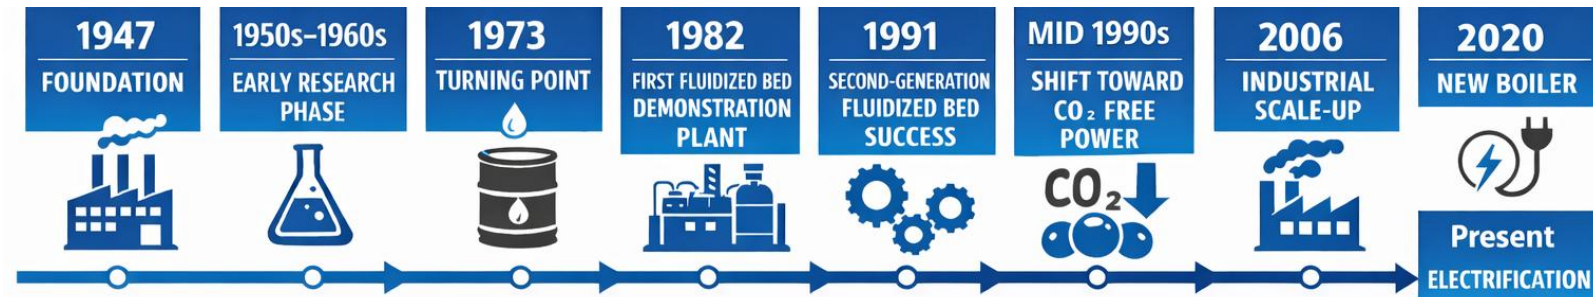 1947
FOUNDATION
1950s–1960s
EARLY RESEARCH
PHASE
1973
TURNING POINT
1982
FIRST FLUIDIZED BED
DEMONSTRATION
PLANT
1991
SECOND-GENERATION
FLUIDIZED BED
SUCCESS
MID 1990s
SHIFT TOWARD
CO₂ FREE
POWER
CO₂
2006
INDUSTRIAL
SCALE-UP
2020
NEW BOILER
Present
ELECTRIFICATION